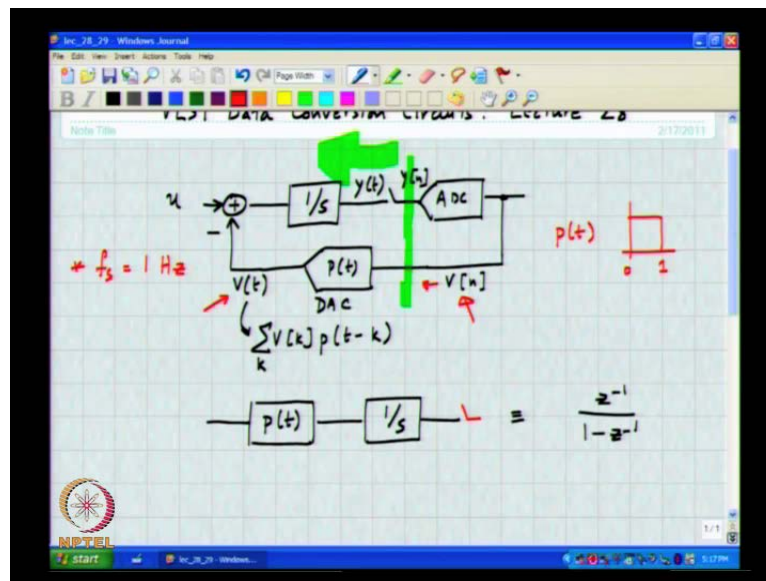 lec_28_29 - Windows Journal
File Edit View Insert Actions Tools Help
Page Width
B I
VLSI Data Conversion Circuits : Lecture 28
Note Title
2/17/2011
u + 1/s y(t) y[n] ADC
−
p(t)
0 1
* fs = 1 Hz
V(t) p(t) V[n]
DAC
∑ V[k] p(t-k)
k
p(t) 1/s ≡ z⁻¹
1 - z⁻¹
1/1
NPTEL
start
lec_28_29 - Windows...
5:17 PM